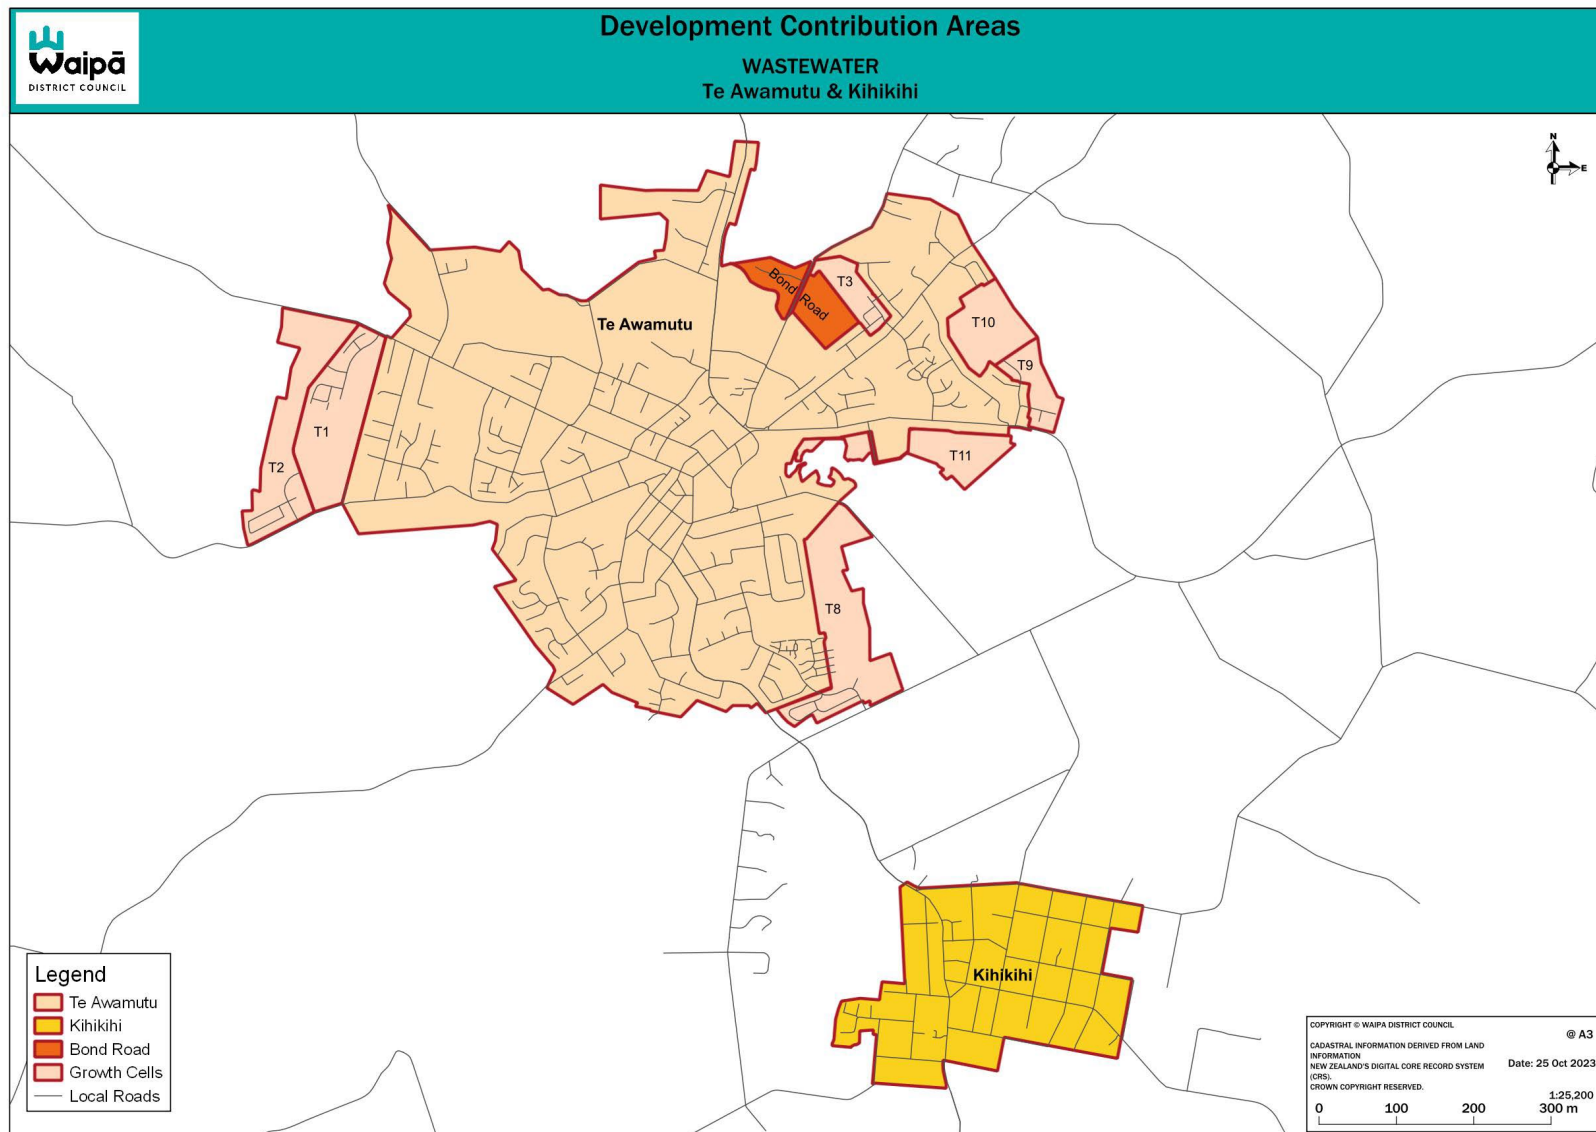 Development Contribution Areas
WASTEWATER
Te Awamutu & Kihikihi
Waipā
DISTRICT COUNCIL
N
E
Bond Road
T3
Te Awamutu
T10
T9
T1
T11
T2
T8
Kihikihi
Legend
Te Awamutu
Kihikihi
Bond Road
Growth Cells
Local Roads
COPYRIGHT © WAIPA DISTRICT COUNCIL
@ A3
CADASTRAL INFORMATION DERIVED FROM LAND
INFORMATION
NEW ZEALAND'S DIGITAL CORE RECORD SYSTEM
(CRS).
CROWN COPYRIGHT RESERVED.
Date: 25 Oct 2023
1:25,200
0 100 200 300 m